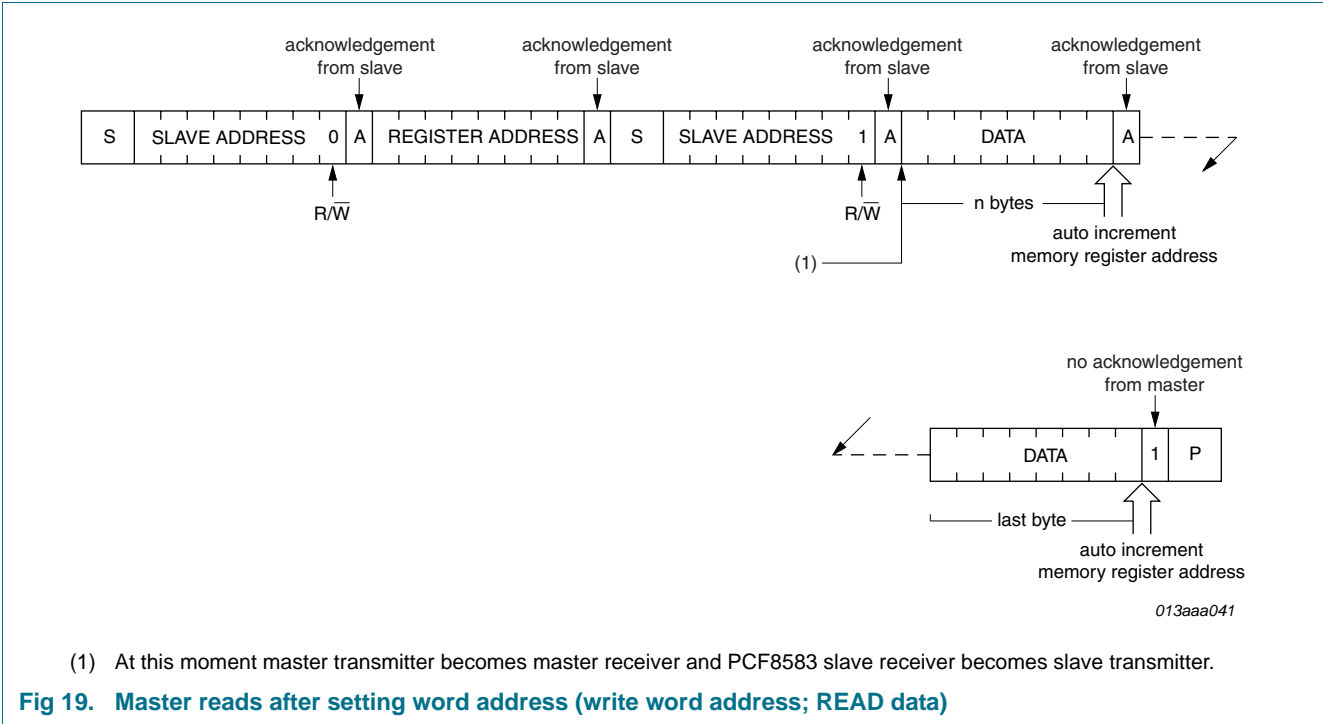 acknowledgement from slave
acknowledgement from slave
acknowledgement from slave
acknowledgement from slave
S SLAVE ADDRESS 0 A REGISTER ADDRESS A S SLAVE ADDRESS 1 A DATA A
R/W̅
R/W̅
n bytes
auto increment
memory register address
(1)
no acknowledgement
from master
DATA 1 P
last byte
auto increment
memory register address
013aaa041
(1) At this moment master transmitter becomes master receiver and PCF8583 slave receiver becomes slave transmitter.
Fig 19. Master reads after setting word address (write word address; READ data)